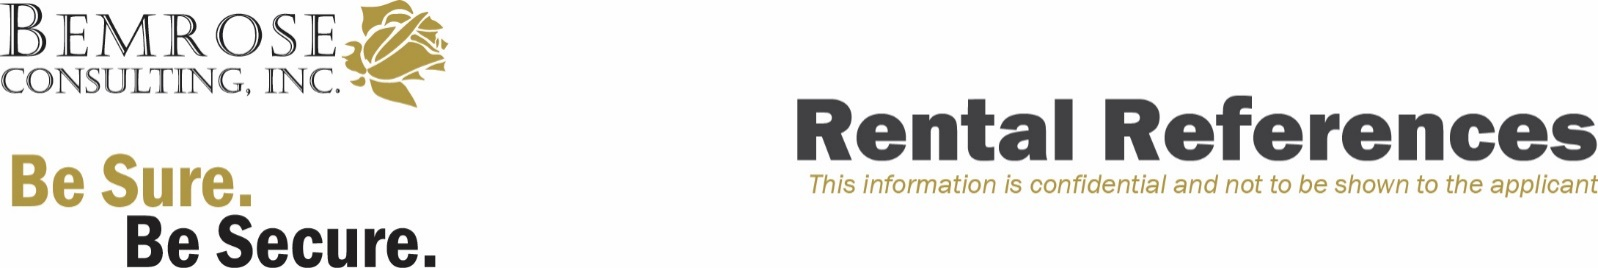 BEMROSE
CONSULTING, INC.
Be Sure.
Be Secure.
Rental References
This information is confidential and not to be shown to the applicant